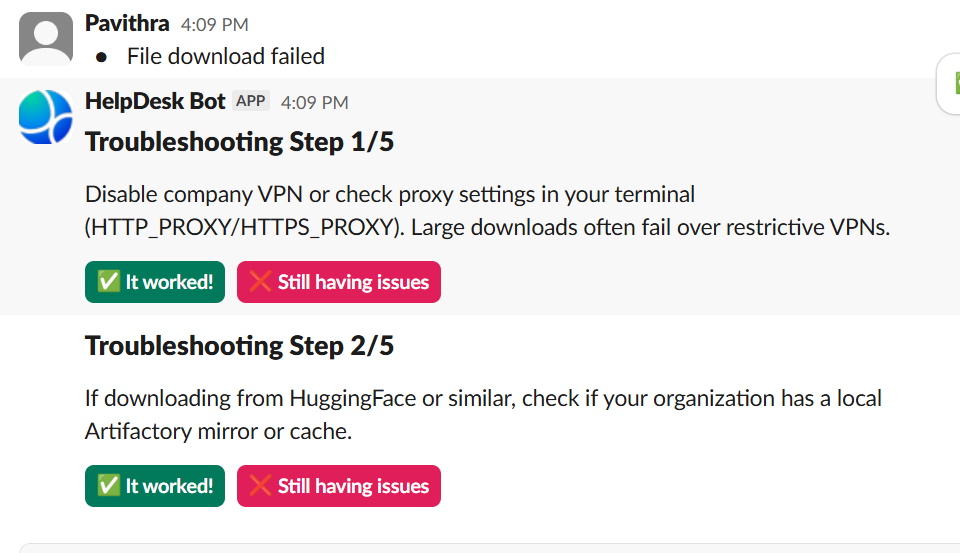 Pavithra 4:09 PM
• File download failed
HelpDesk Bot APP 4:09 PM
Troubleshooting Step 1/5
Disable company VPN or check proxy settings in your terminal
(HTTP_PROXY/HTTPS_PROXY). Large downloads often fail over restrictive VPNs.
✅ It worked! ❌ Still having issues
Troubleshooting Step 2/5
If downloading from HuggingFace or similar, check if your organization has a local
Artifactory mirror or cache.
✅ It worked! ❌ Still having issues